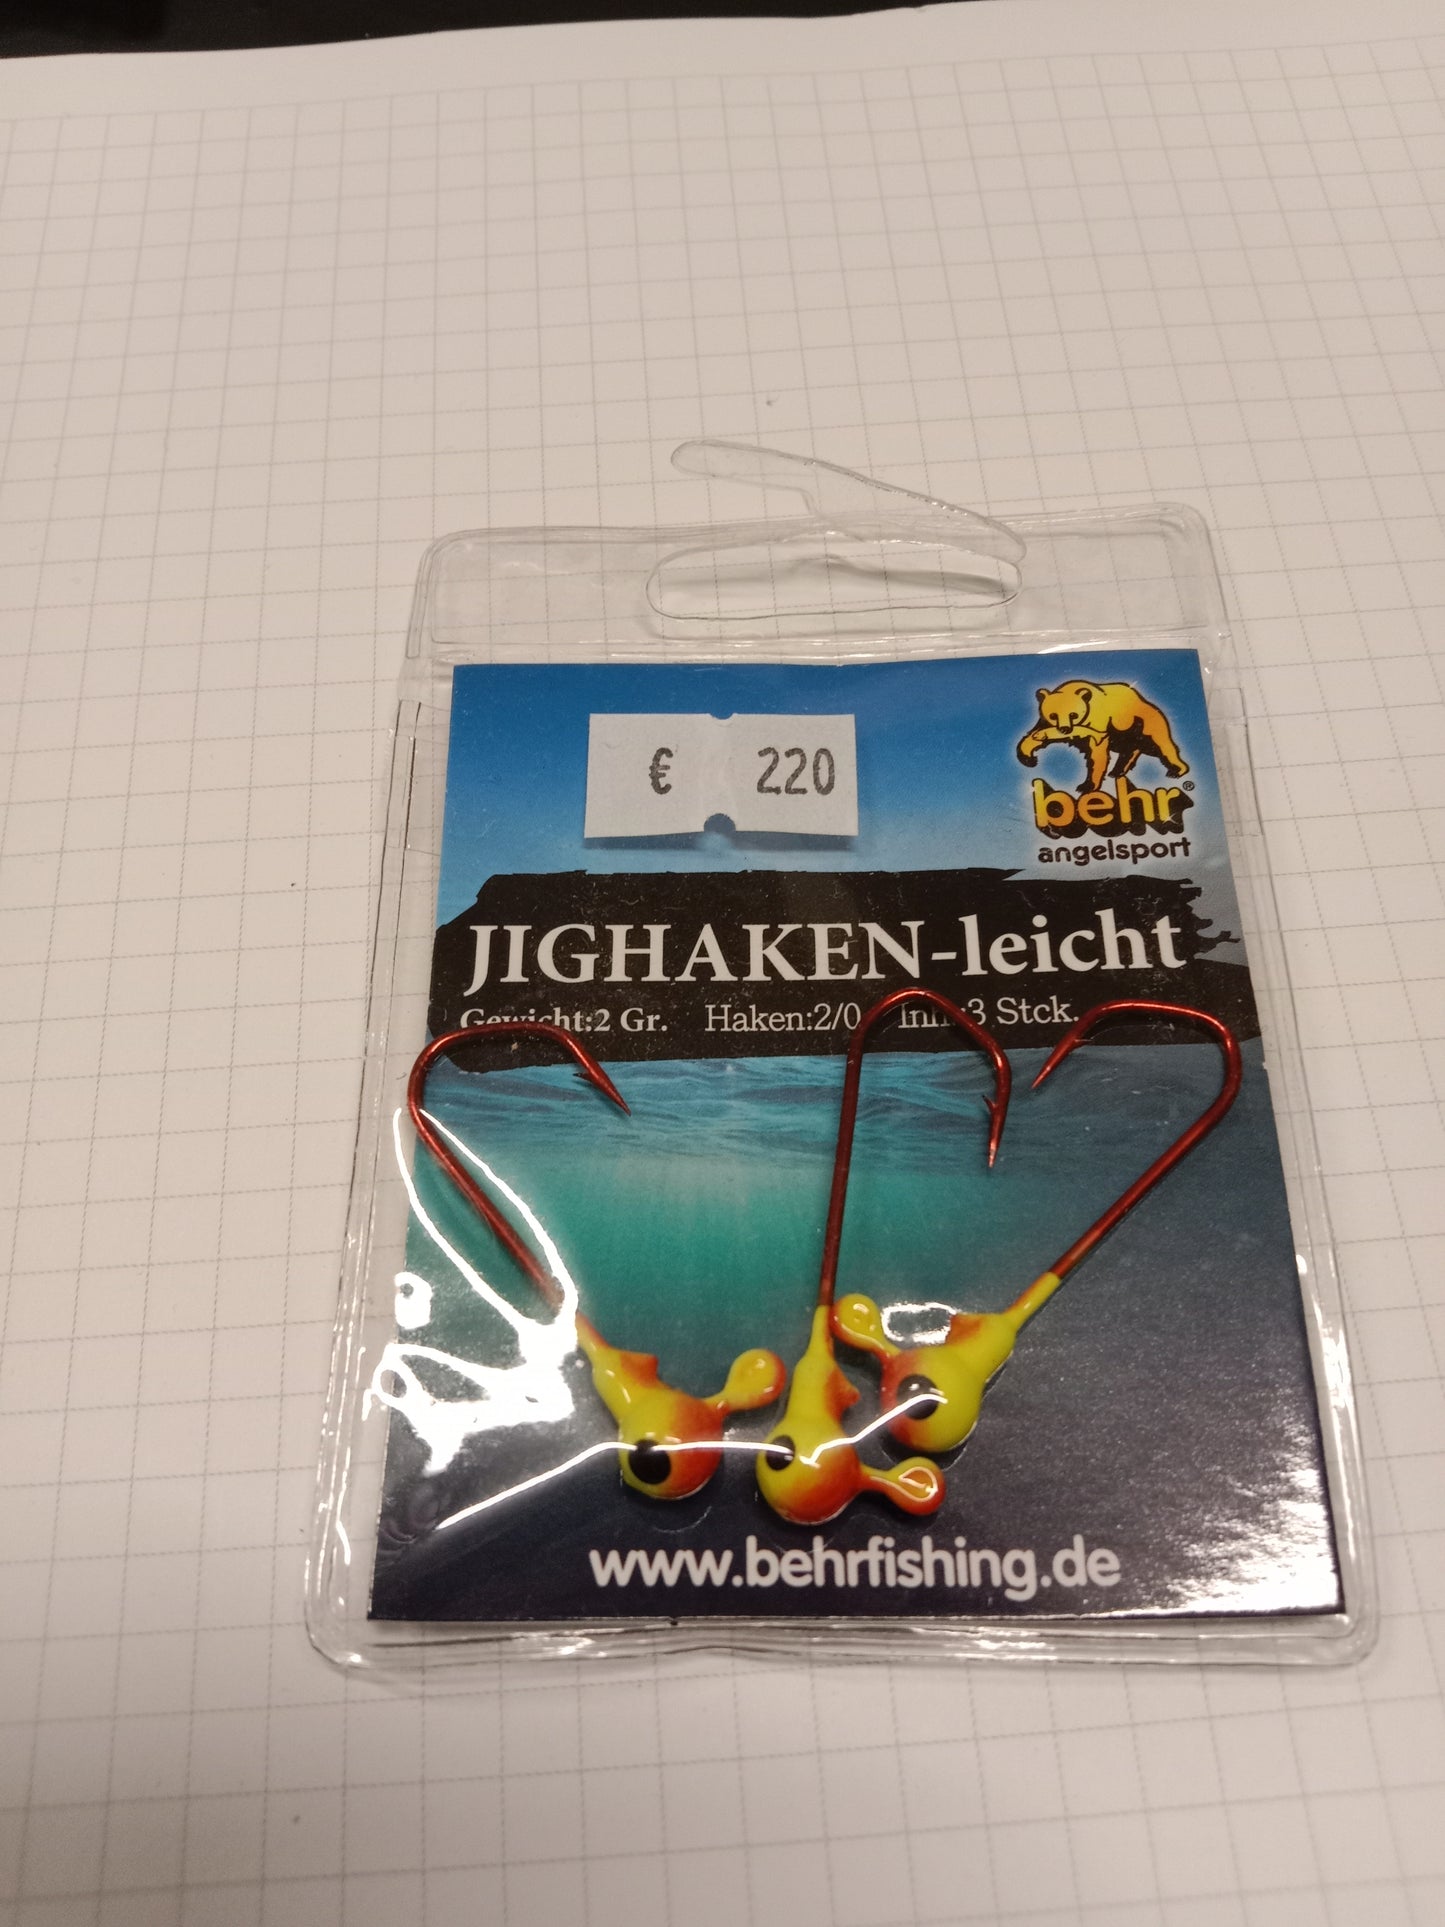 € 220
behr®
angelsport
JIGHAKEN-leicht
Gewicht:2 Gr. Haken:2/0 Inh.:3 Stck.
www.behrfishing.de